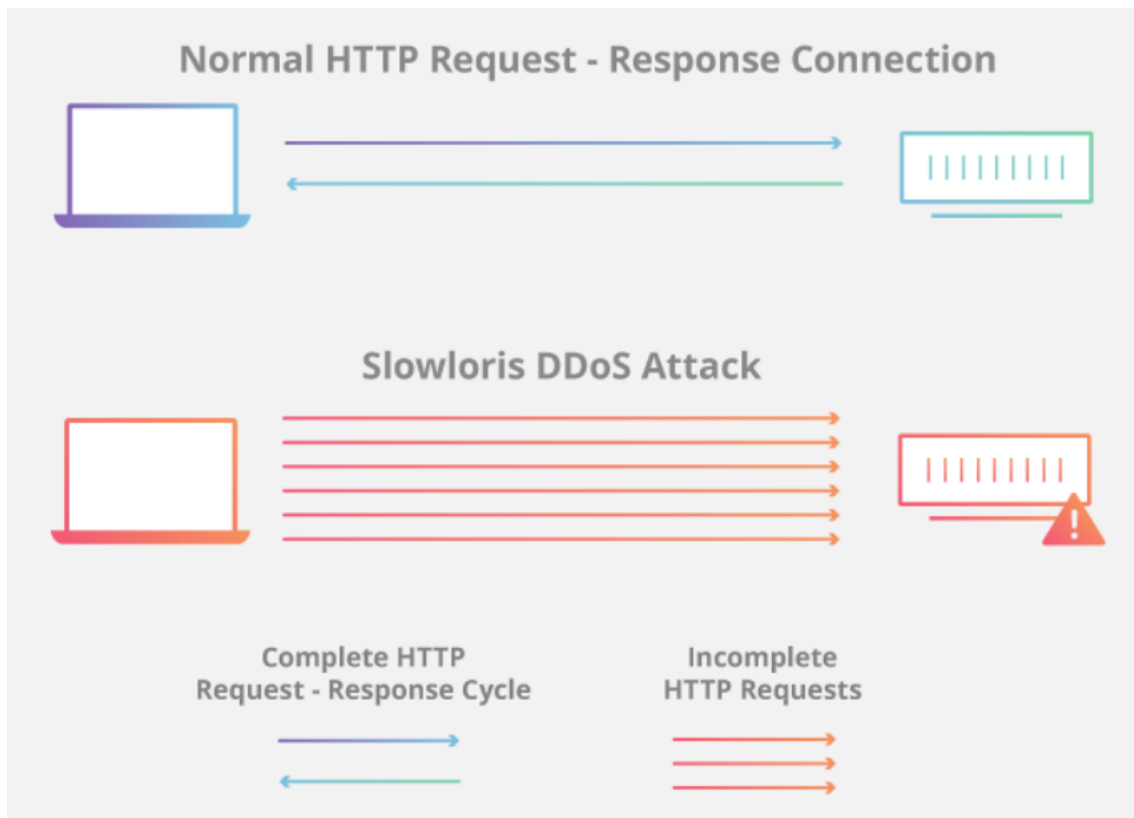 Normal HTTP Request - Response Connection
Slowloris DDoS Attack
Complete HTTP
Request - Response Cycle
Incomplete
HTTP Requests